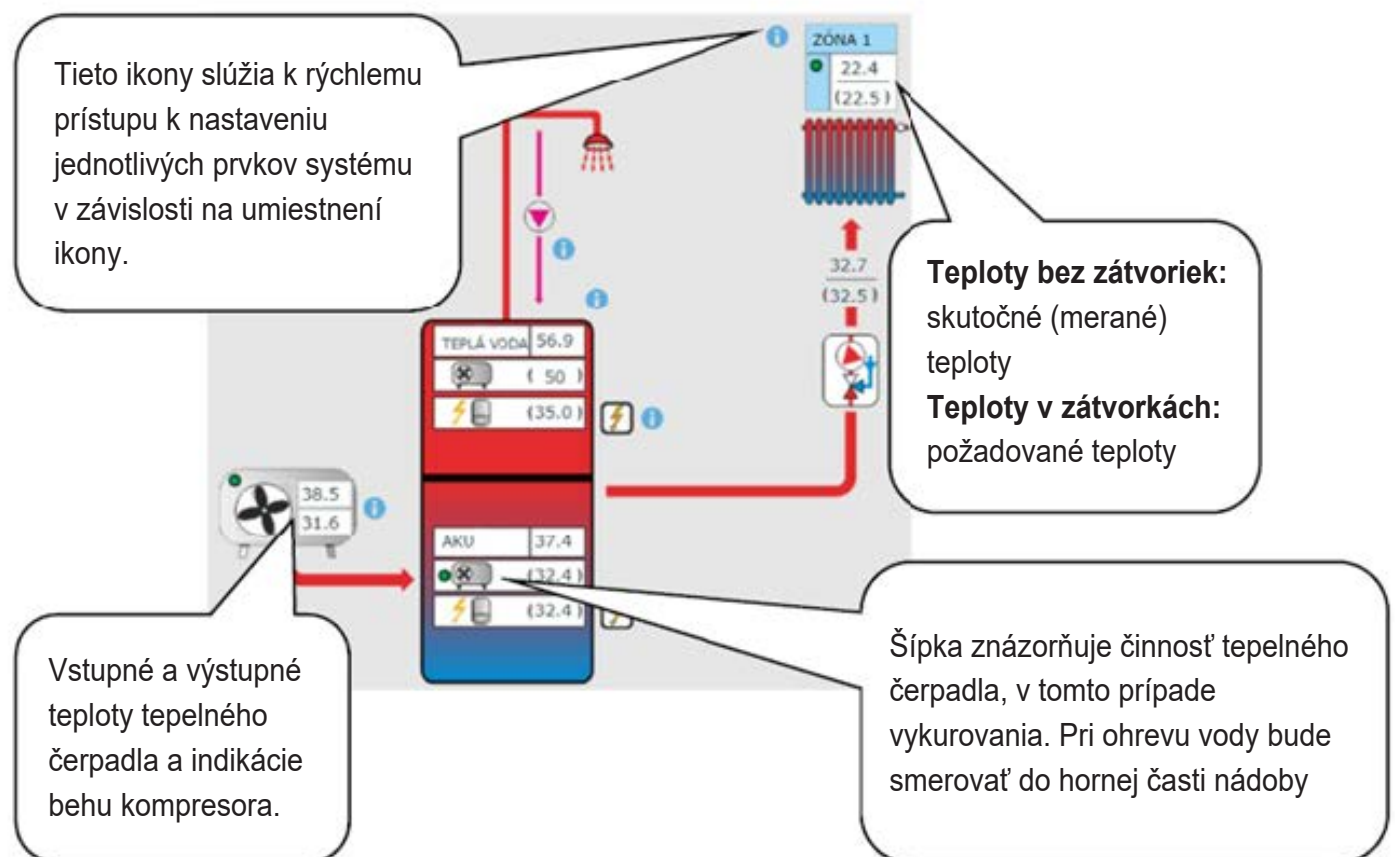 Tieto ikony slúžia k rýchlemu
prístupu k nastaveniu
jednotlivých prvkov systému
v závislosti na umiestnení
ikony.
ZÓNA 1
22.4
(22.5)
32.7
(32.5)
Teploty bez zátvoriek:
skutočné (merané)
teploty
Teploty v zátvorkách:
požadované teploty
TEPLÁ VODA 56.9
( 50 )
(35.0)
38.5
31.6
AKU 37.4
(32.4)
(32.4)
Vstupné a výstupné
teploty tepelného
čerpadla a indikácie
behu kompresora.
Šípka znázorňuje činnosť tepelného
čerpadla, v tomto prípade
vykurovania. Pri ohrevu vody bude
smerovať do hornej časti nádoby